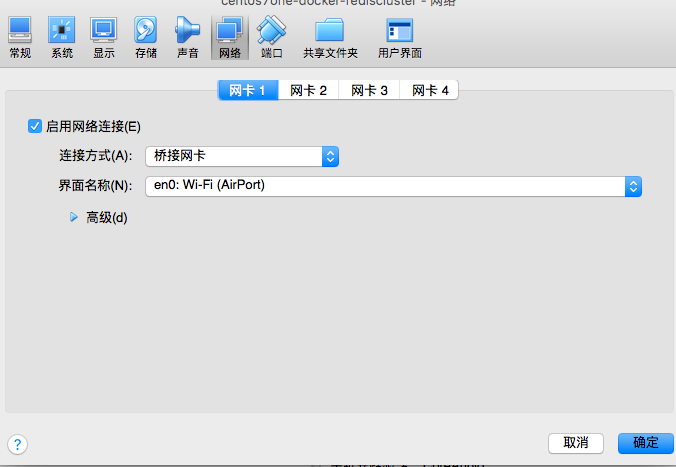 centos7one-docker-rediscluster - 网络
常规 系统 显示 存储 声音 网络 端口 共享文件夹 用户界面
网卡 1 网卡 2 网卡 3 网卡 4
启用网络连接(E)
连接方式(A): 桥接网卡
界面名称(N): en0: Wi-Fi (AirPort)
高级(d)
? 取消 确定